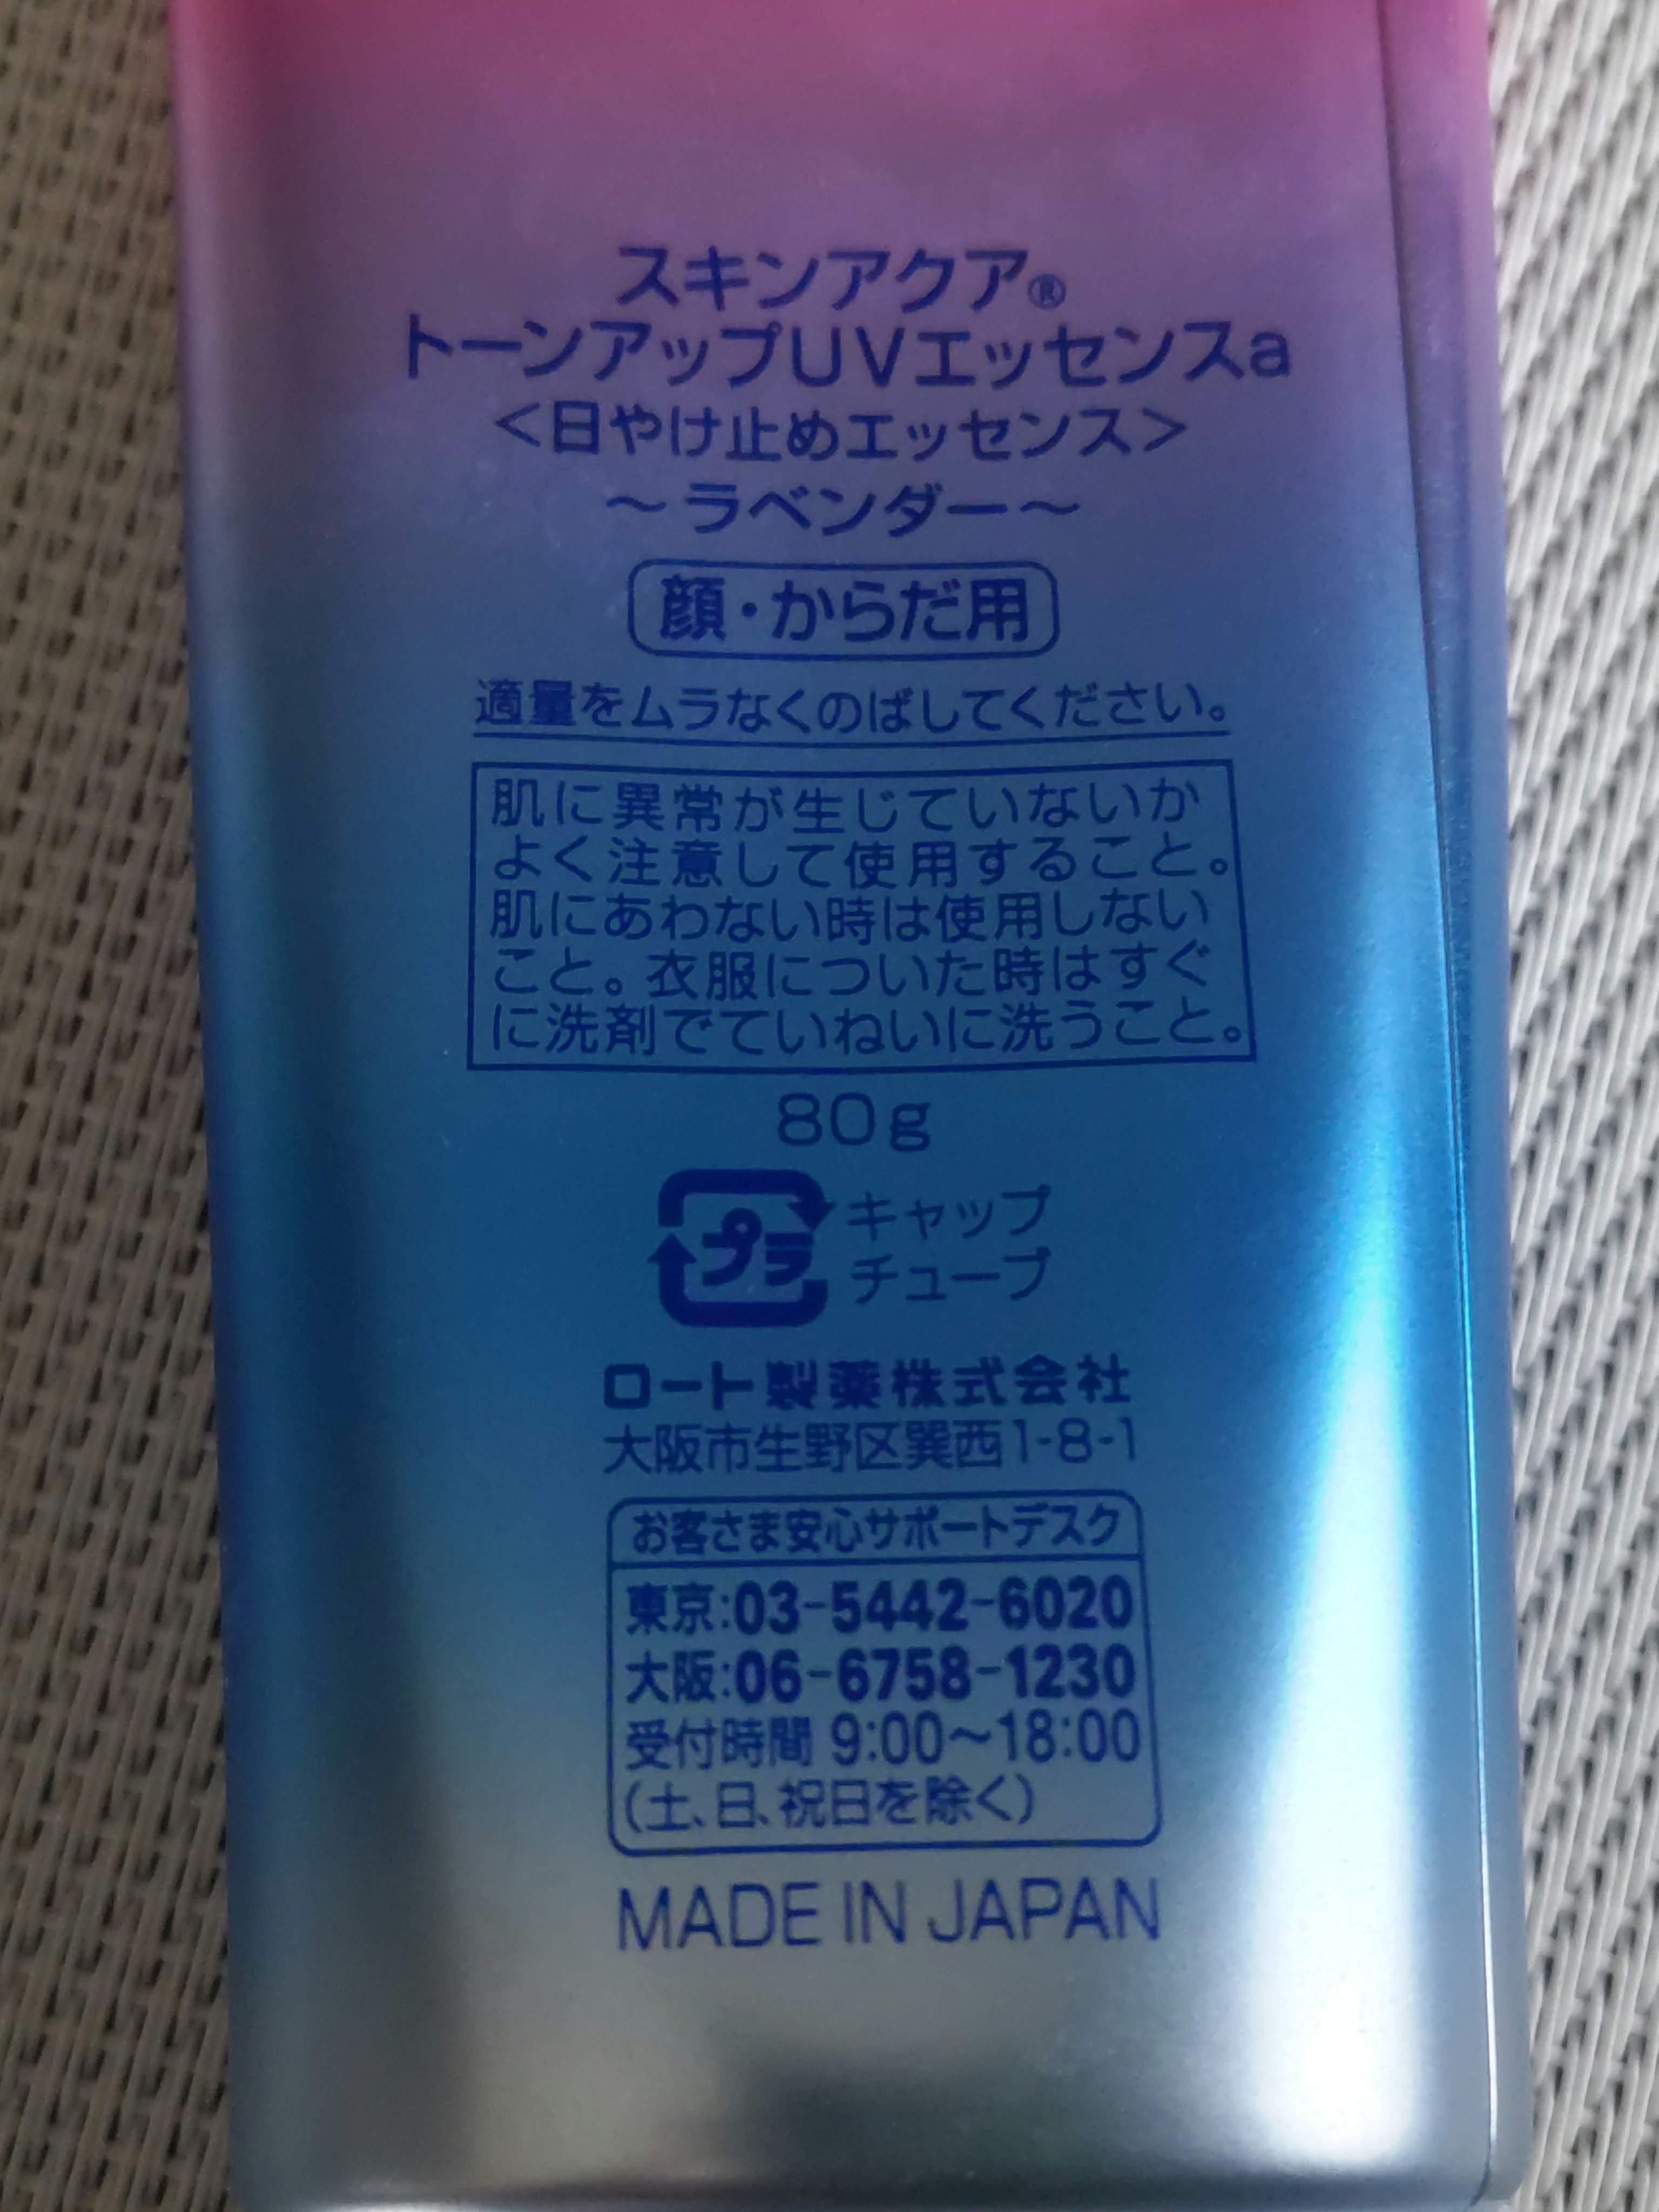 スキンアクア®
トーンアップUVエッセンスa
<日やけ止めエッセンス>
～ラベンダー～
顔・からだ用
適量をムラなくのばしてください。
肌に異常が生じていないか
よく注意して使用すること。
肌にあわない時は使用しない
こと。衣服についた時はすぐ
に洗剤でていねいに洗うこと。
80g
プラ
キャップ
チューブ
ロート製薬株式会社
大阪市生野区巽西1-8-1
お客さま安心サポートデスク
東京:03-5442-6020
大阪:06-6758-1230
受付時間 9:00～18:00
(土、日、祝日を除く)
MADE IN JAPAN